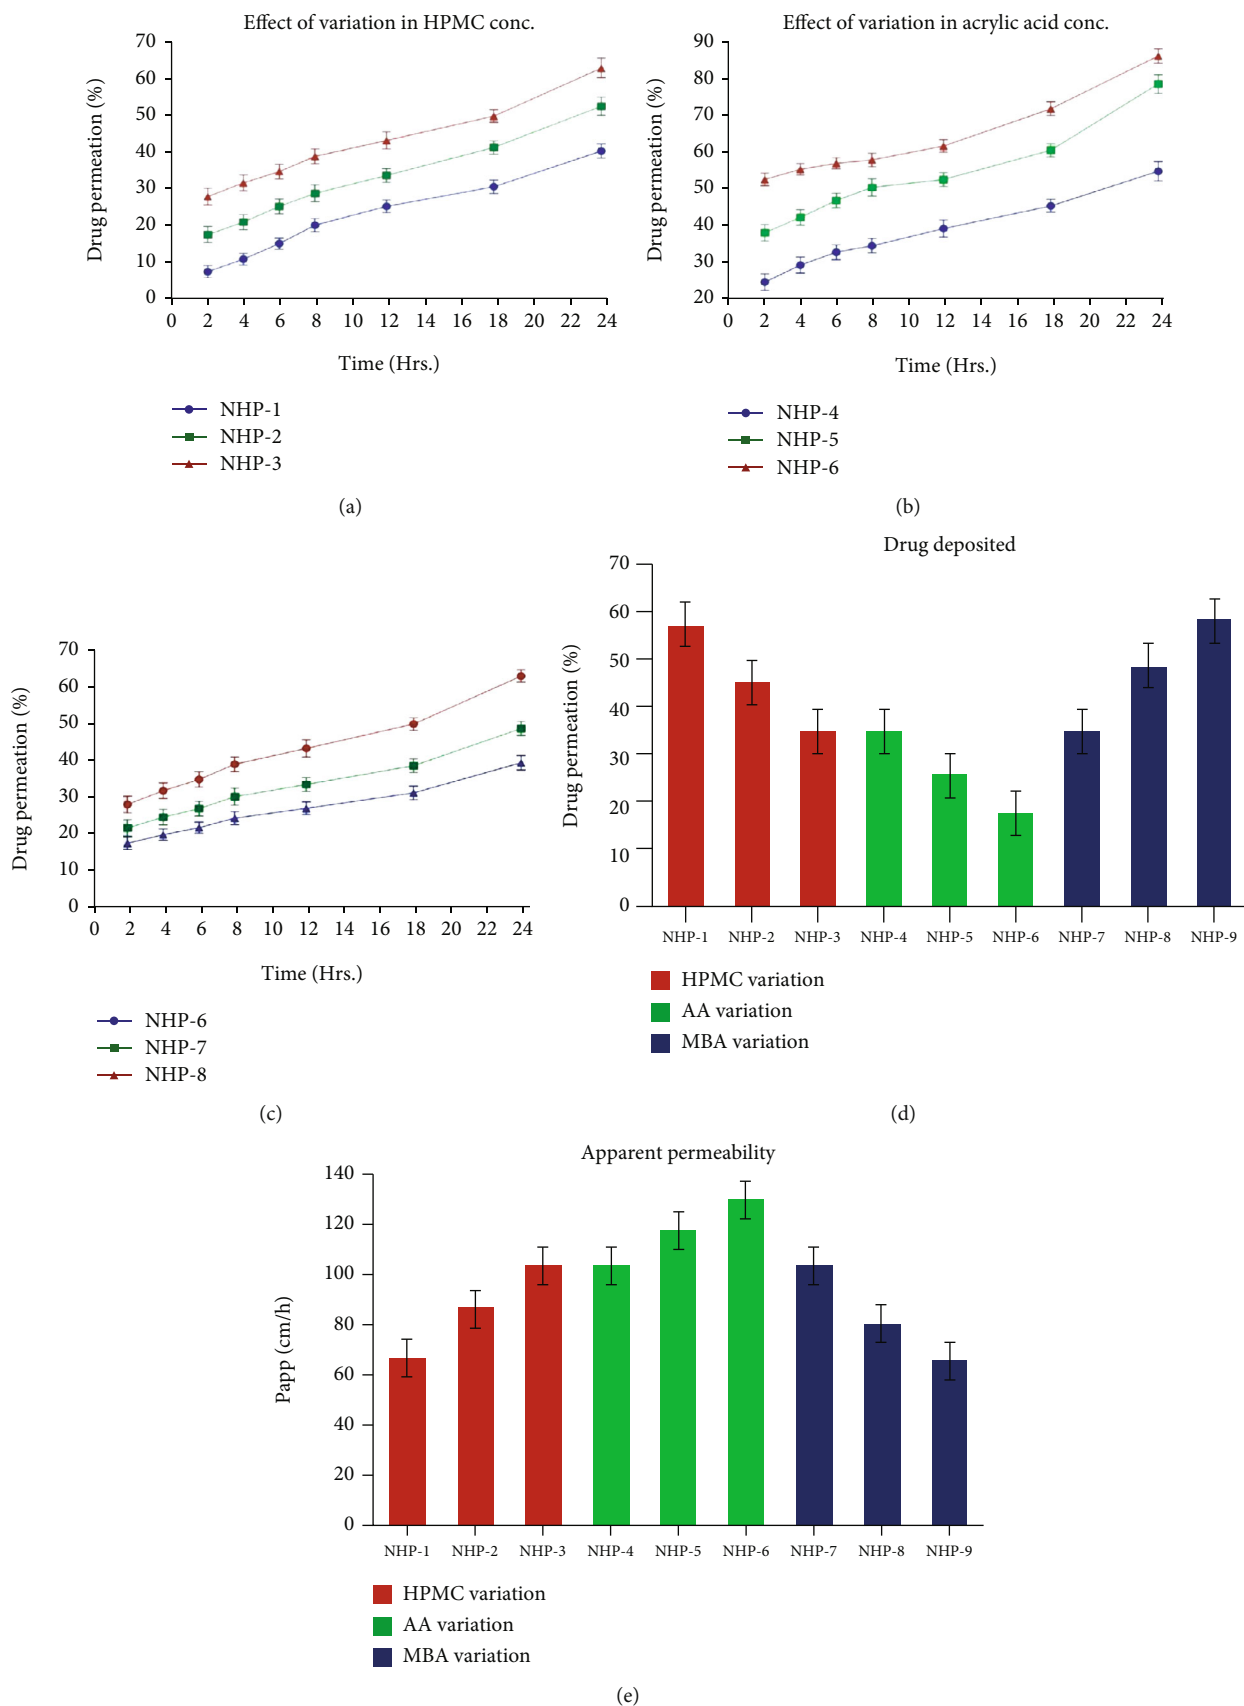 Effect of variation in HPMC conc.
70
60
50
40
30
20
10
0
Drug permeation (%)
0 2 4 6 8 10 12 14 16 18 20 22 24
Time (Hrs.)
NHP-1
NHP-2
NHP-3
(a)
Effect of variation in acrylic acid conc.
90
80
70
60
50
40
30
20
Drug permeation (%)
0 2 4 6 8 10 12 14 16 18 20 22 24
Time (Hrs.)
NHP-4
NHP-5
NHP-6
(b)
70
60
50
40
30
20
10
0
Drug permeation (%)
0 2 4 6 8 10 12 14 16 18 20 22 24
Time (Hrs.)
NHP-6
NHP-7
NHP-8
(c)
Drug deposited
70
60
50
40
30
20
10
0
Drug permeation (%)
NHP-1 NHP-2 NHP-3 NHP-4 NHP-5 NHP-6 NHP-7 NHP-8 NHP-9
HPMC variation
AA variation
MBA variation
(d)
Apparent permeability
140
120
100
80
60
40
20
0
Papp (cm/h)
NHP-1 NHP-2 NHP-3 NHP-4 NHP-5 NHP-6 NHP-7 NHP-8 NHP-9
HPMC variation
AA variation
MBA variation
(e)